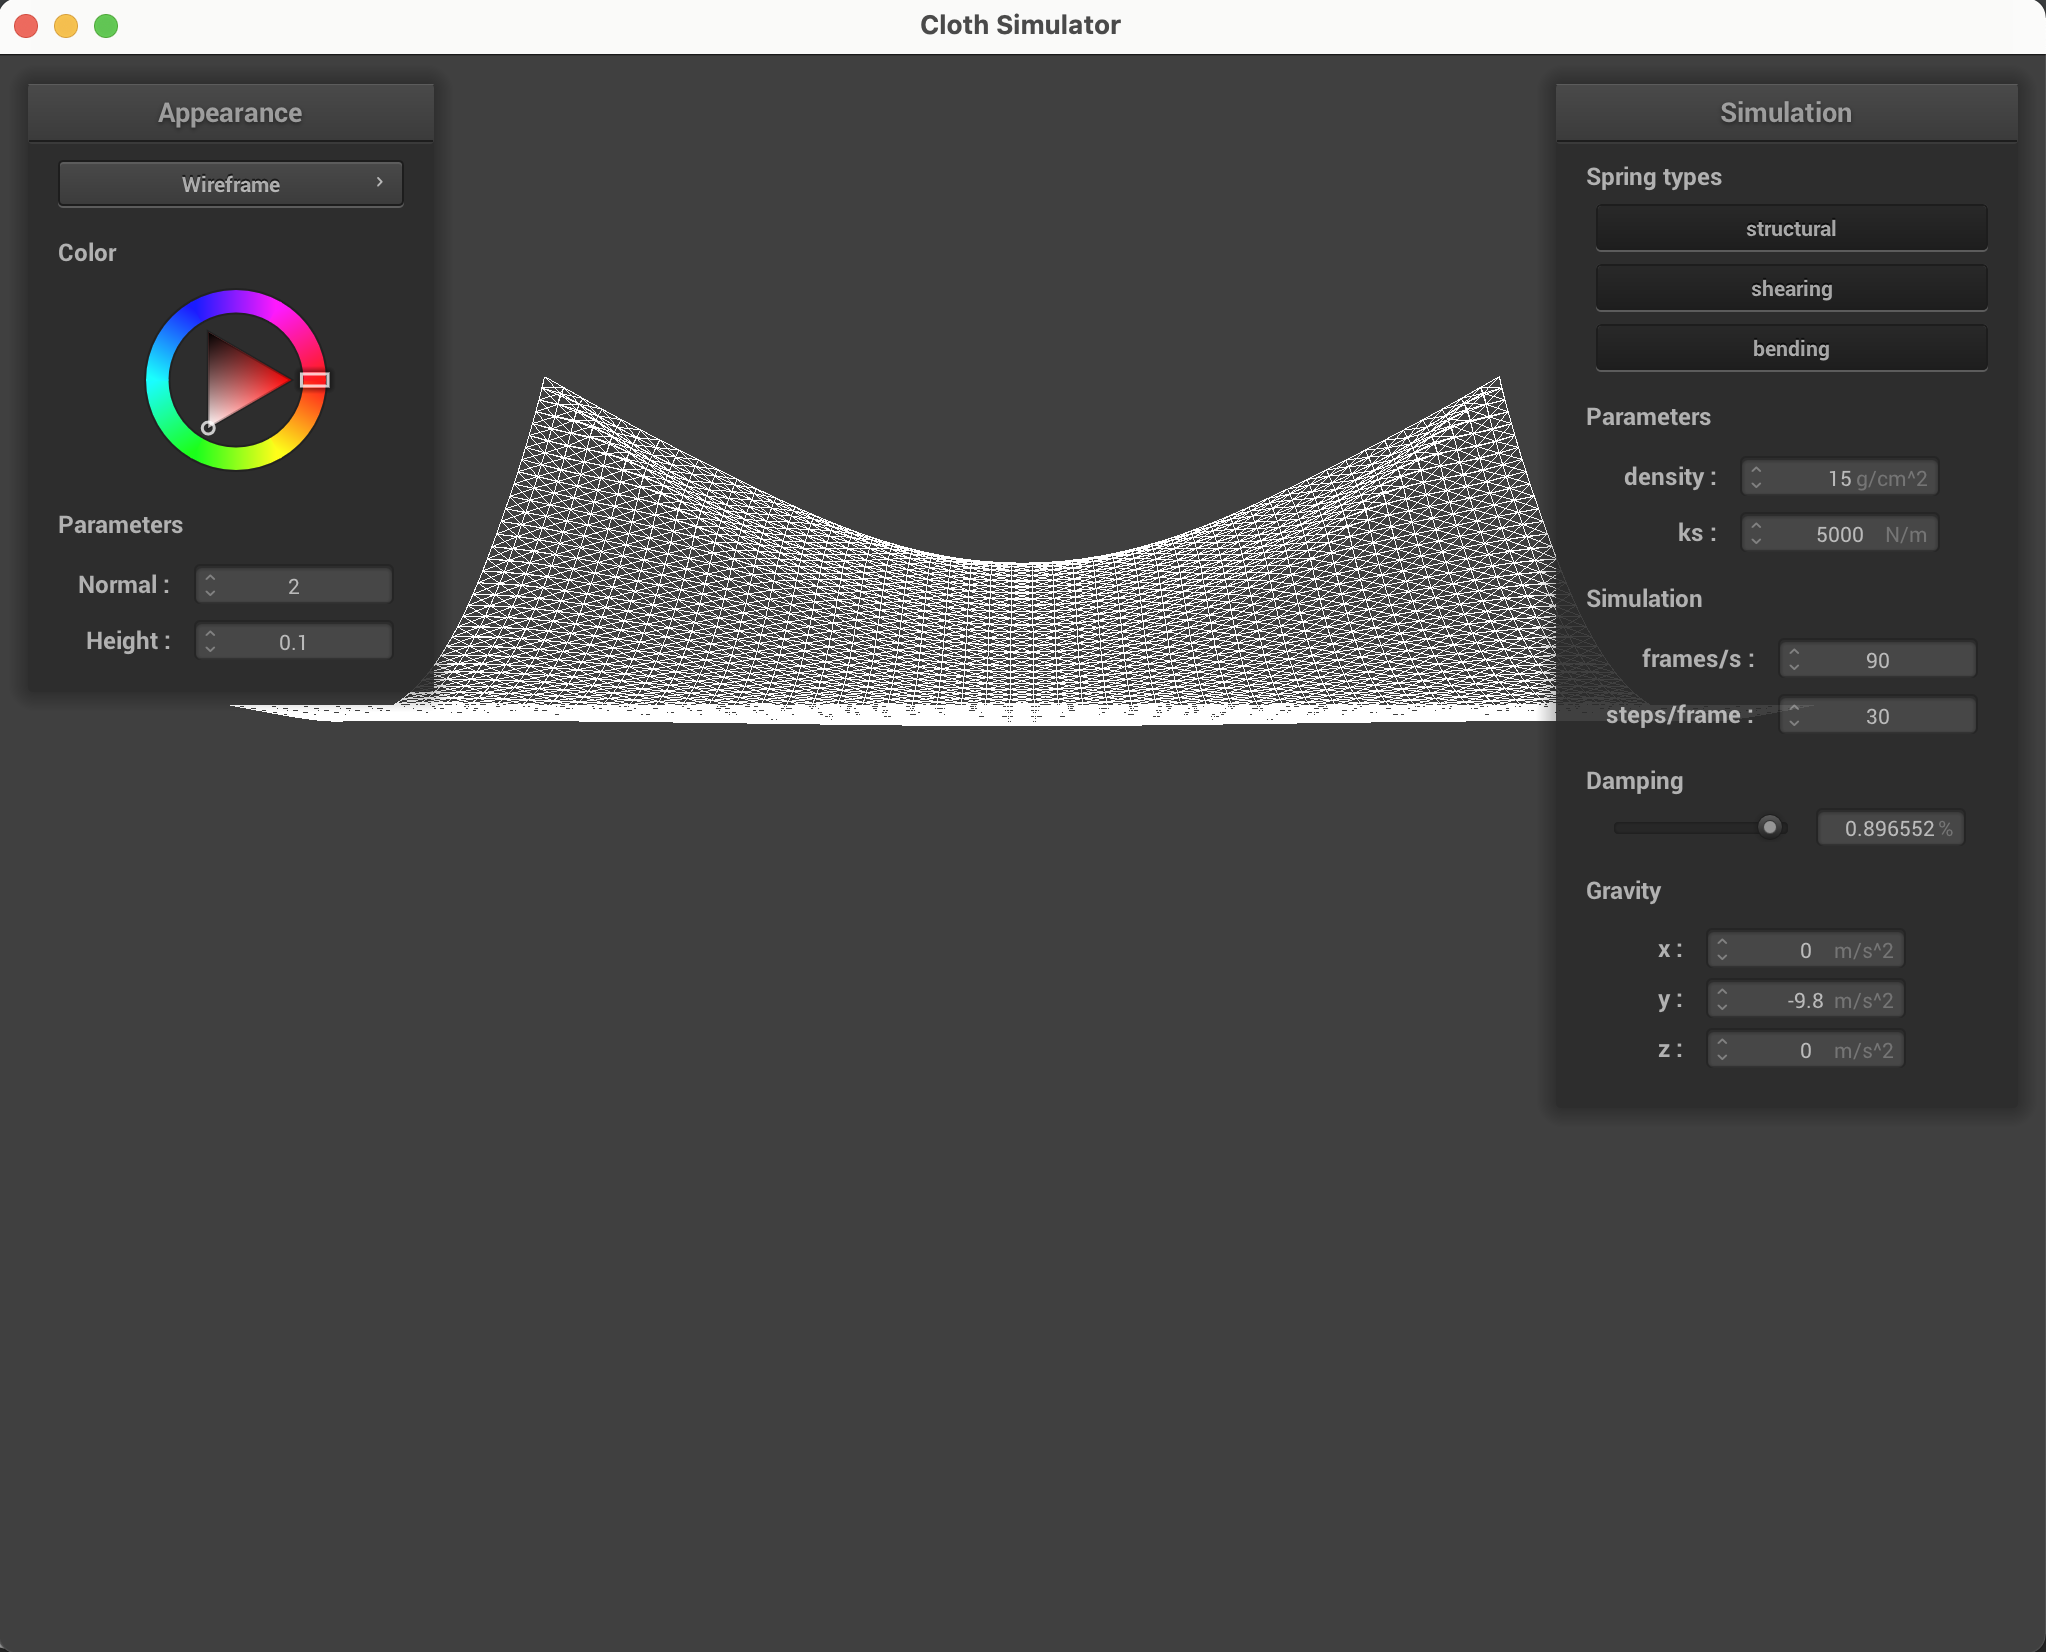 Cloth Simulator
Appearance
Wireframe
Color
Parameters
Normal : 2
Height : 0.1
Simulation
Spring types
structural
shearing
bending
Parameters
density : 15 g/cm^2
ks : 5000 N/m
Simulation
frames/s : 90
steps/frame : 30
Damping
0.896552 %
Gravity
x : 0 m/s^2
y : -9.8 m/s^2
z : 0 m/s^2